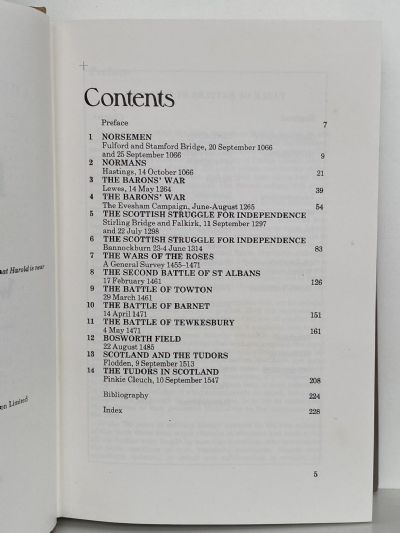 Contents
Preface 7
1 NORSEMEN
Fulford and Stamford Bridge, 20 September 1066
and 25 September 1066 9
2 NORMANS
Hastings, 14 October 1066 21
3 THE BARONS' WAR
Lewes, 14 May 1264 39
4 THE BARONS' WAR
The Evesham Campaign, June-August 1265 54
5 THE SCOTTISH STRUGGLE FOR INDEPENDENCE
Stirling Bridge and Falkirk, 11 September 1297
and 22 July 1298
6 THE SCOTTISH STRUGGLE FOR INDEPENDENCE
Bannockburn 23-4 June 1314 83
7 THE WARS OF THE ROSES
A General Survey 1455–1471
8 THE SECOND BATTLE OF ST ALBANS
17 February 1461 126
9 THE BATTLE OF TOWTON
29 March 1461
10 THE BATTLE OF BARNET
14 April 1471 151
11 THE BATTLE OF TEWKESBURY
4 May 1471 161
12 BOSWORTH FIELD
22 August 1485
13 SCOTLAND AND THE TUDORS
Flodden, 9 September 1513
14 THE TUDORS IN SCOTLAND
Pinkie Cleuch, 10 September 1547 208
Bibliography 224
Index 228
5
Harold is near
Limited)